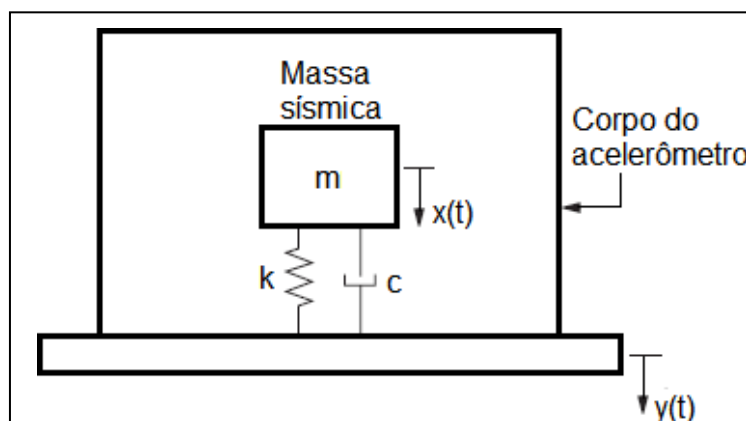 Massa
sísmica
m
x(t)
Corpo do
acelerômetro
k
c
y(t)